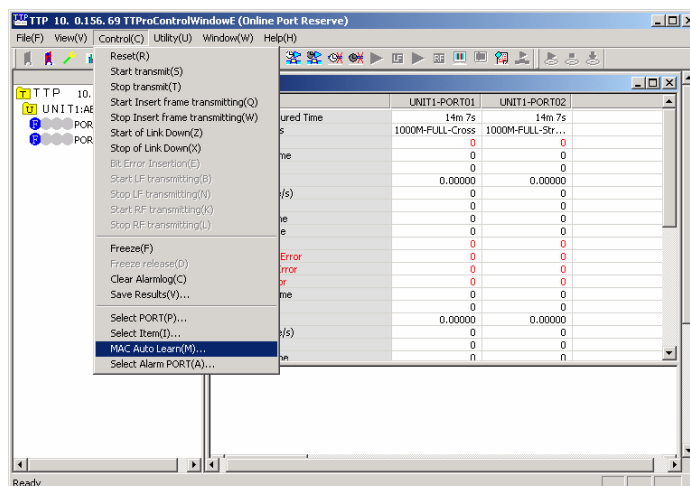 TTP 10. 0.156. 69 TTProControlWindowE (Online Port Reserve)
File(F) View(V) Control(C) Utility(U) Window(W) Help(H)
Reset(R)
Start transmit(S)
Stop transmit(T)
Start Insert frame transmitting(Q)
Stop Insert frame transmitting(W)
Start of Link Down(Z)
Stop of Link Down(X)
Bit Error Insertion(E)
Start LF transmitting(B)
Stop LF transmitting(N)
Start RF transmitting(K)
Stop RF transmitting(L)
Freeze(F)
Freeze release(D)
Clear Alarmlog(C)
Save Results(V)...
Select PORT(P)...
Select Item(I)...
MAC Auto Learn(M)...
Select Alarm PORT(A)...
TTP 10.
UNIT1:AE
POR
POR
UNIT1-PORT01 UNIT1-PORT02
ured Time 14m 7s 14m 7s
s 1000M-FULL-Cross 1000M-FULL-Str...
0 0
me 0 0
0 0
0.00000 0.00000
e/s) 0 0
0 0
ne 0 0
e 0 0
0 0
Error 0 0
Error 0 0
or 0 0
me 0 0
0 0
0.00000 0.00000
e/s) 0 0
0 0
ne 0 0
Ready